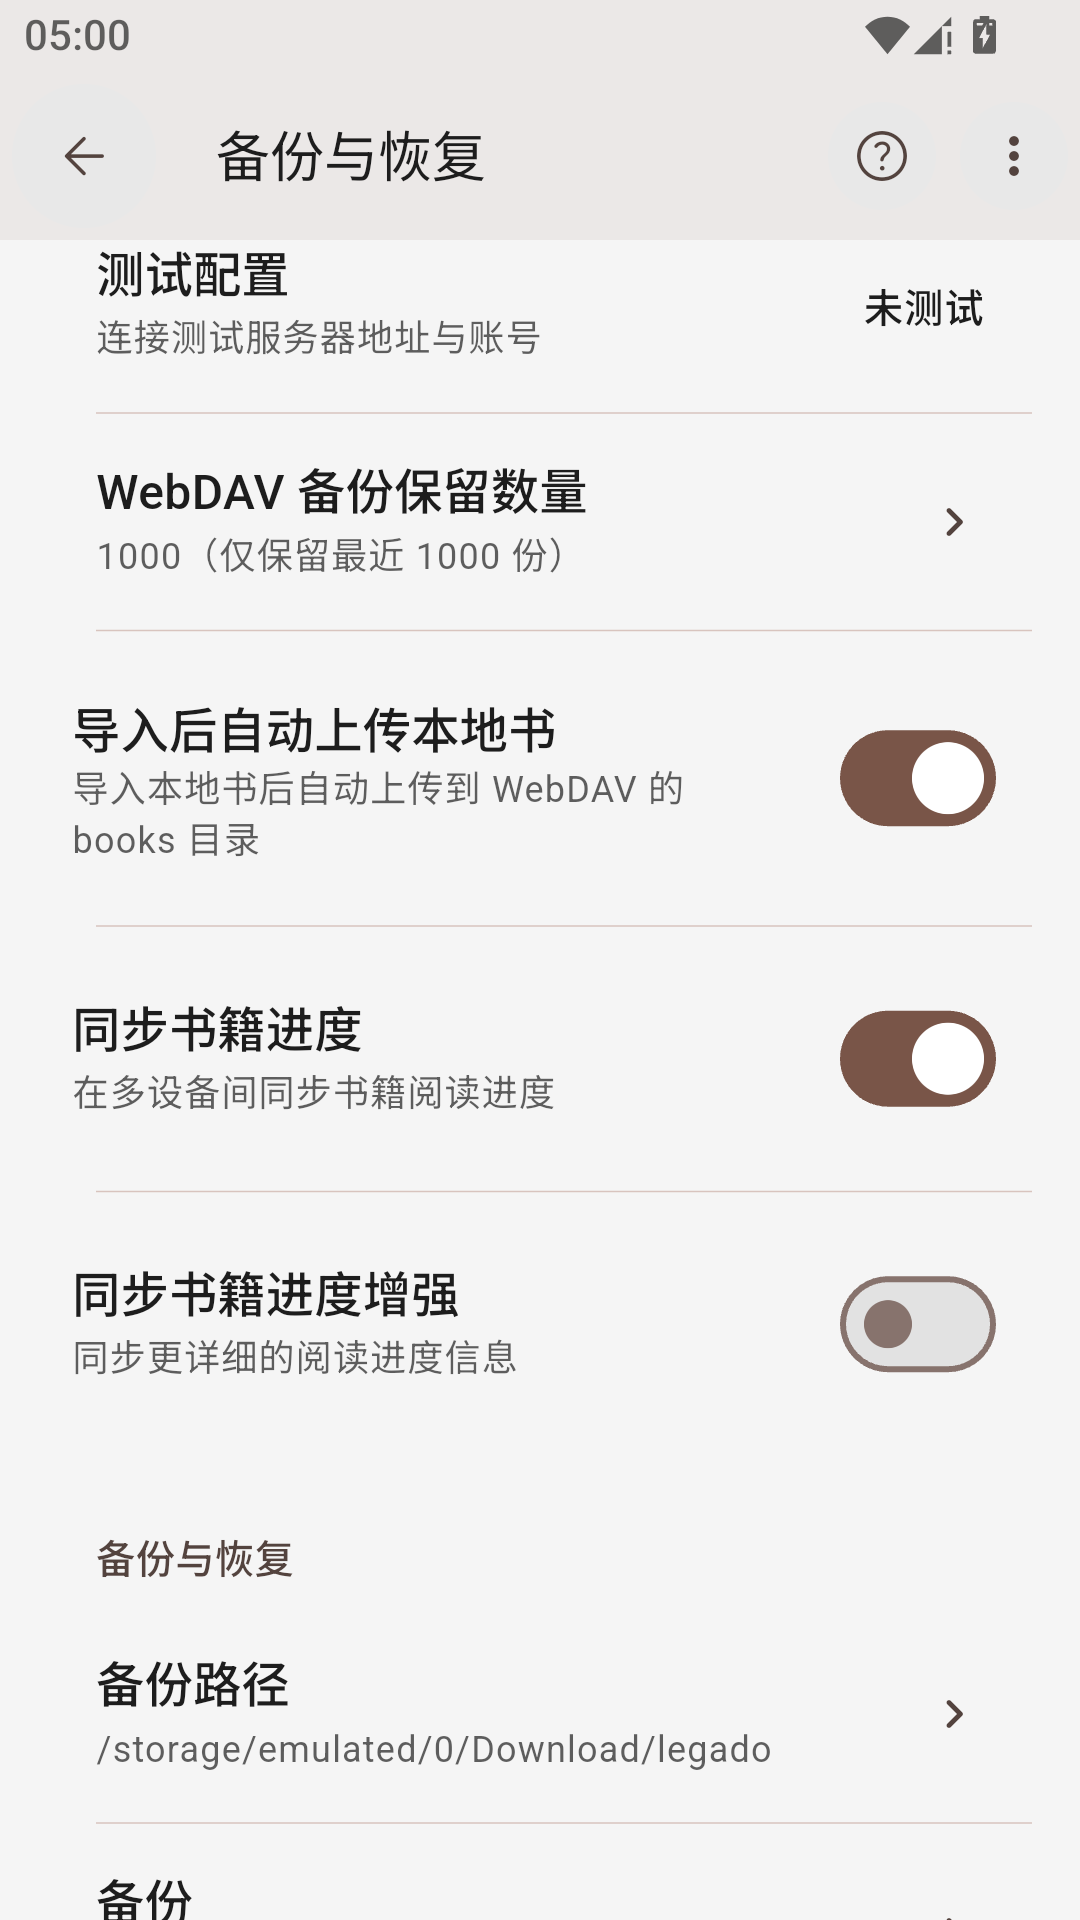 05:00
备份与恢复
测试配置
连接测试服务器地址与账号
未测试
WebDAV 备份保留数量
1000（仅保留最近 1000 份）
导入后自动上传本地书
导入本地书后自动上传到 WebDAV 的
books 目录
同步书籍进度
在多设备间同步书籍阅读进度
同步书籍进度增强
同步更详细的阅读进度信息
备份与恢复
备份路径
/storage/emulated/0/Download/legado
备份